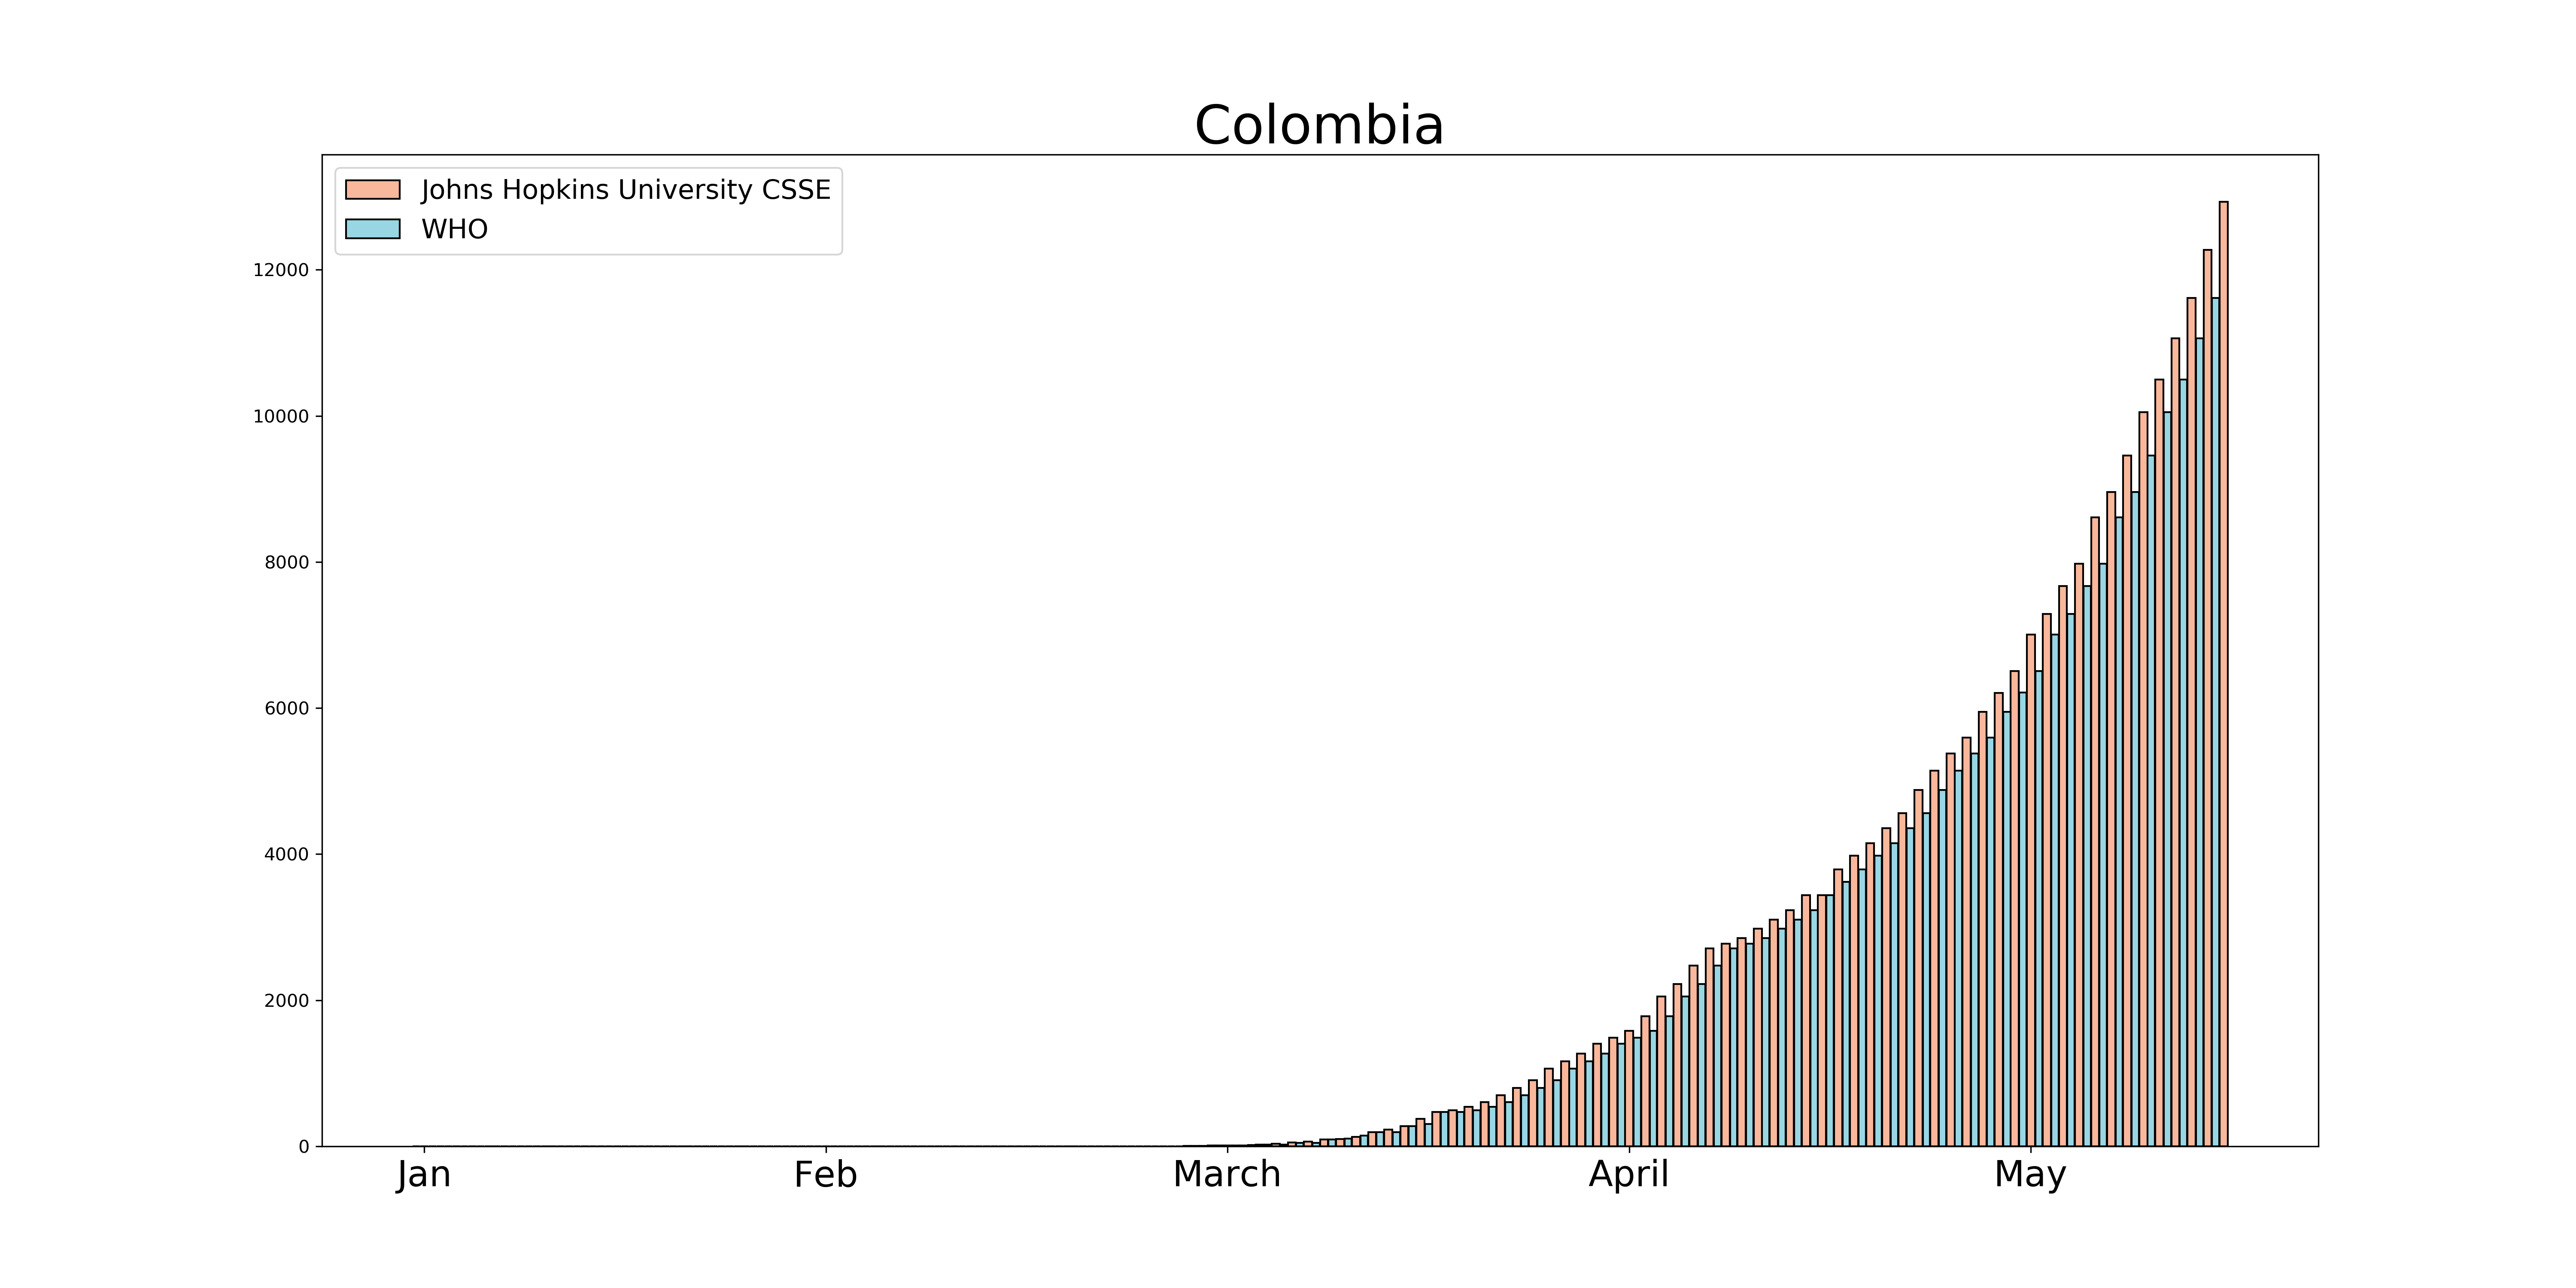 Colombia
Johns Hopkins University CSSE
WHO
12000
10000
8000
6000
4000
2000
0
Jan Feb March April May